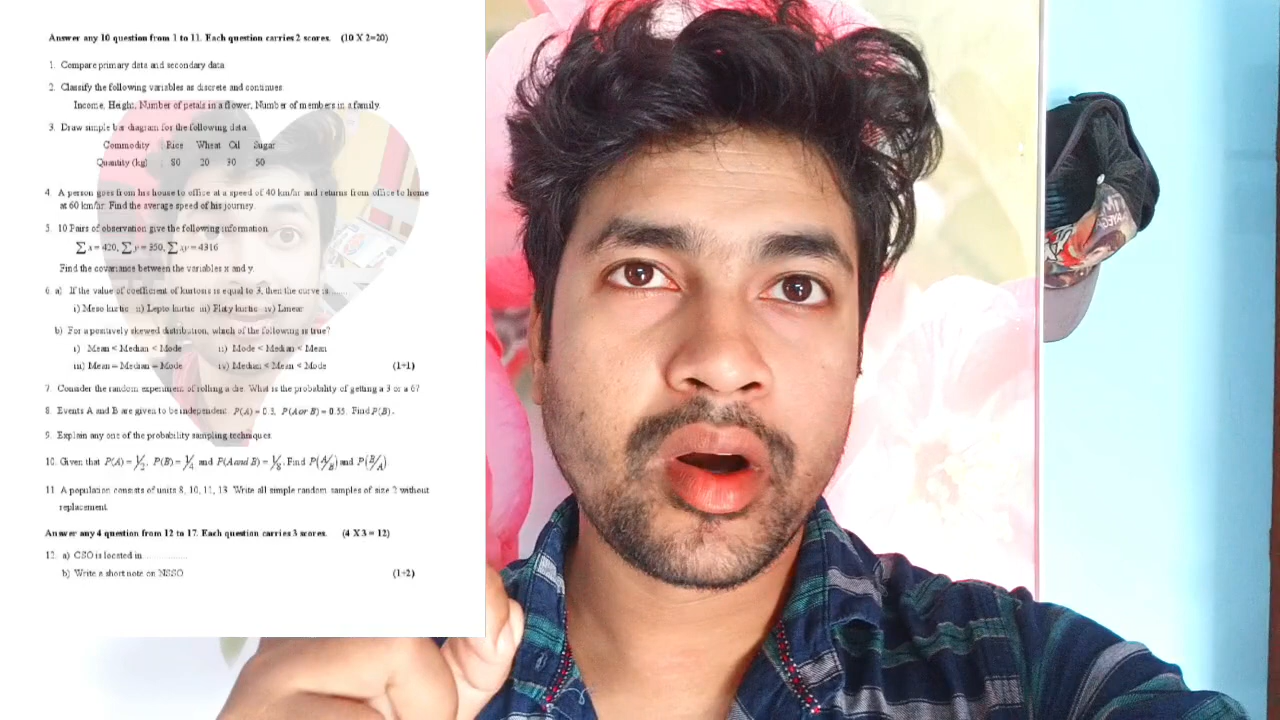 Answer any 10 question from 1 to 11. Each question carries 2 scores. (10 X 2=20)
1. Compare primary data and secondary data
2. Classify the following variables as discrete and continues
Income, Height, Number of petals in a flower, Number of members in a family.
3. Draw simple bar diagram for the following data
Commodity : Rice Wheat Oil Sugar
Quantity (kg) : 80 20 30 50
4. A person goes from his house to office at a speed of 40 km/hr and returns from office to home
at 60 km/hr. Find the average speed of his journey.
5. 10 Pairs of observation give the following information
∑x = 420, ∑y = 350, ∑xy = 4316
Find the covariance between the variables x and y.
6. a) If the value of coefficient of kurtosis is equal to 3, then the curve is ......
i) Meso kurtic ii) Lepto kurtic iii) Platy kurtic iv) Linear
b) For a positively skewed distribution, which of the following is true?
i) Mean < Median < Mode ii) Mode < Median < Mean
iii) Mean = Median = Mode iv) Median < Mean < Mode (1+1)
7. Consider the random experiment of rolling a die. What is the probability of getting a 3 or a 6?
8. Events A and B are given to be independent. P(A) = 0.3, P(A or B) = 0.55. Find P(B).
9. Explain any one of the probability sampling techniques.
10. Given that P(A) = 1/2, P(B) = 1/4 and P(A and B) = 1/8. Find P(A/B) and P(B/A)
11. A population consists of units 8, 10, 11, 13. Write all simple random samples of size 2 without
replacement.
Answer any 4 question from 12 to 17. Each question carries 3 scores. (4 X 3 = 12)
12. a) CSO is located in ...............
b) Write a short note on NSSO (1+2)